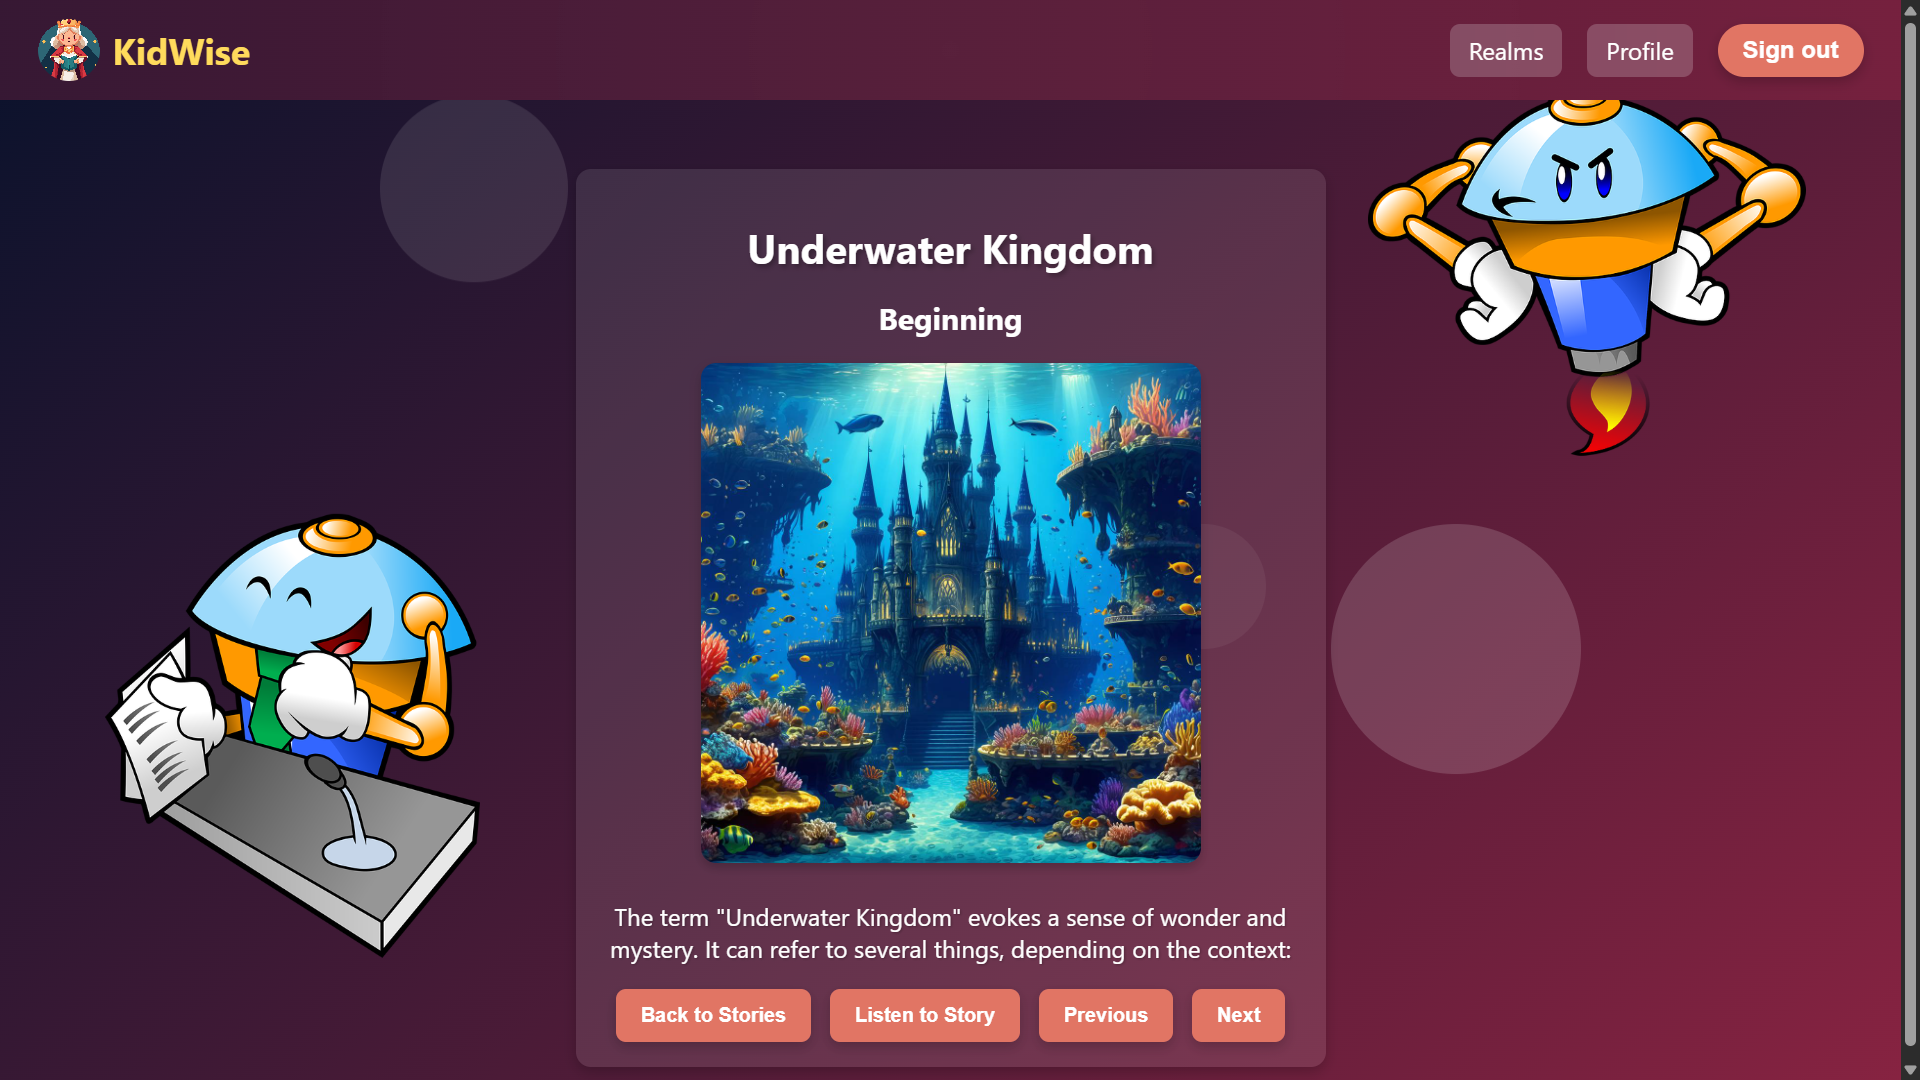 KidWise
Realms
Profile
Sign out
Underwater Kingdom
Beginning
The term "Underwater Kingdom" evokes a sense of wonder and
mystery. It can refer to several things, depending on the context:
Back to Stories
Listen to Story
Previous
Next